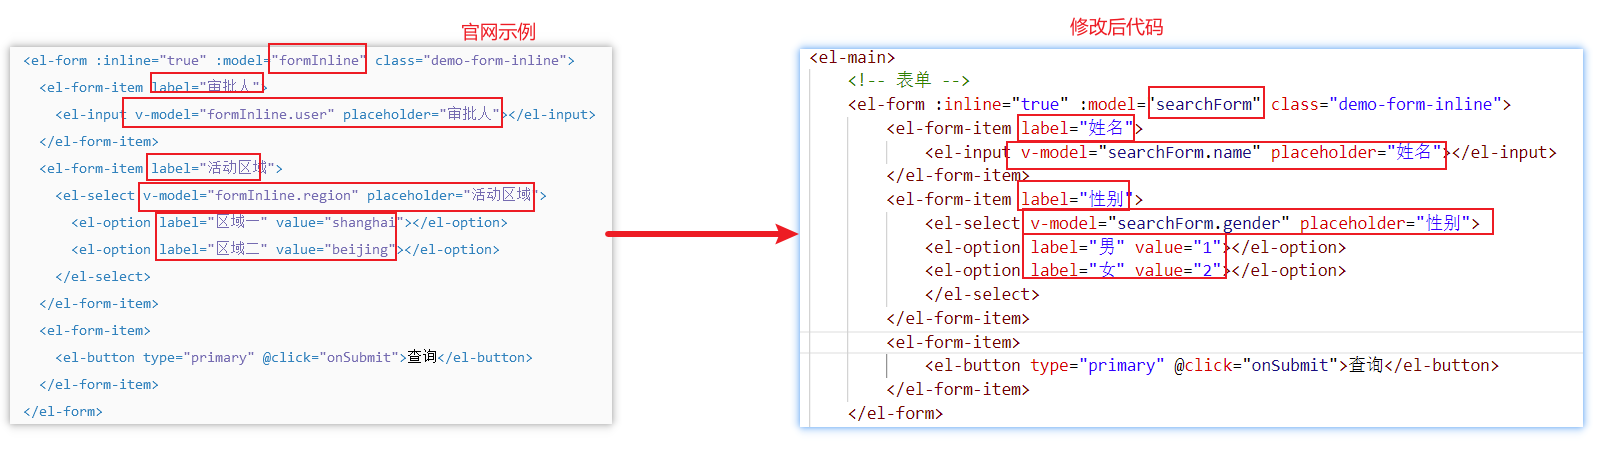 官网示例
<el-form :inline="true" :model="formInline" class="demo-form-inline">
<el-form-item label="审批人">
<el-input v-model="formInline.user" placeholder="审批人"></el-input>
</el-form-item>
<el-form-item label="活动区域">
<el-select v-model="formInline.region" placeholder="活动区域">
<el-option label="区域一" value="shanghai"></el-option>
<el-option label="区域二" value="beijing"></el-option>
</el-select>
</el-form-item>
<el-form-item>
<el-button type="primary" @click="onSubmit">查询</el-button>
</el-form-item>
</el-form>
修改后代码
<el-main>
<!-- 表单 -->
<el-form :inline="true" :model="searchForm" class="demo-form-inline">
<el-form-item label="姓名">
<el-input v-model="searchForm.name" placeholder="姓名"></el-input>
</el-form-item>
<el-form-item label="性别">
<el-select v-model="searchForm.gender" placeholder="性别">
<el-option label="男" value="1"></el-option>
<el-option label="女" value="2"></el-option>
</el-select>
</el-form-item>
<el-form-item>
<el-button type="primary" @click="onSubmit">查询</el-button>
</el-form-item>
</el-form>